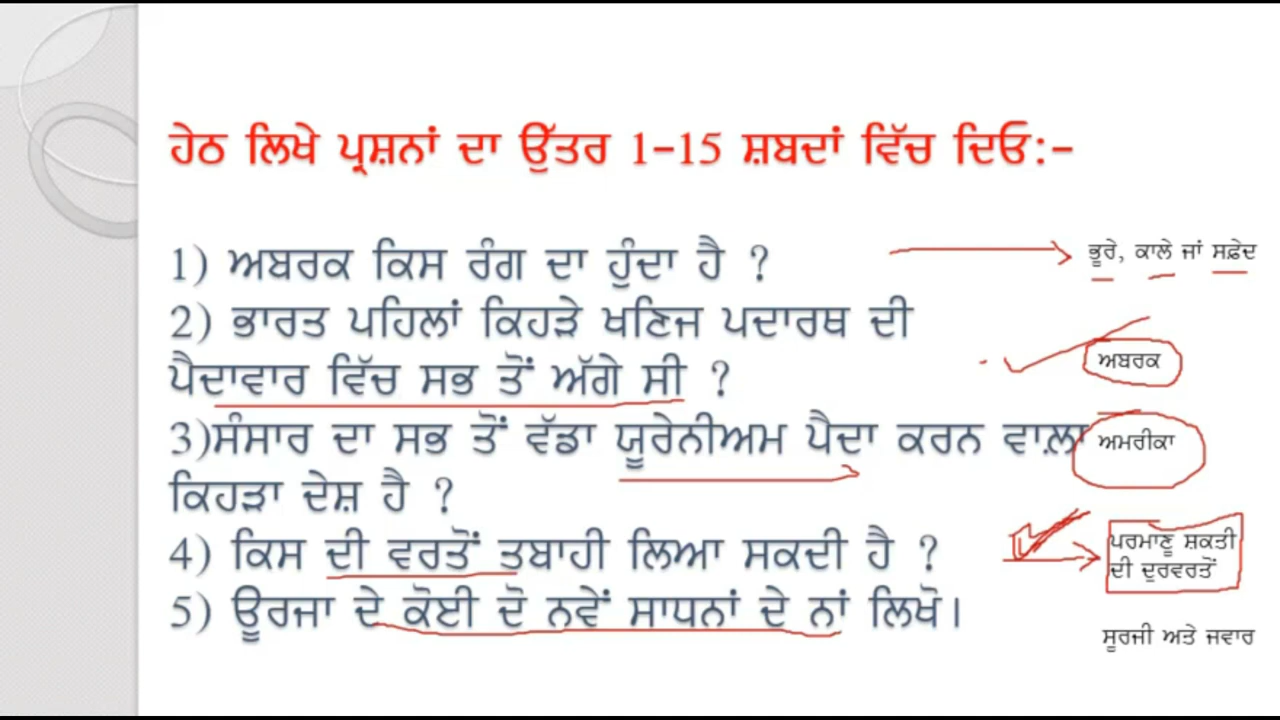 ਹੇਠ ਲਿਖੇ ਪ੍ਰਸ਼ਨਾਂ ਦਾ ਉੱਤਰ 1-15 ਸ਼ਬਦਾਂ ਵਿੱਚ ਦਿਓ:-
1) ਅਬਰਕ ਕਿਸ ਰੰਗ ਦਾ ਹੁੰਦਾ ਹੈ ?
ਭੂਰੇ, ਕਾਲੇ ਜਾਂ ਸਫ਼ੇਦ
2) ਭਾਰਤ ਪਹਿਲਾਂ ਕਿਹੜੇ ਖਣਿਜ ਪਦਾਰਥ ਦੀ
ਪੈਦਾਵਾਰ ਵਿੱਚ ਸਭ ਤੋਂ ਅੱਗੇ ਸੀ ?
ਅਬਰਕ
3)ਸੰਸਾਰ ਦਾ ਸਭ ਤੋਂ ਵੱਡਾ ਯੂਰੇਨੀਅਮ ਪੈਦਾ ਕਰਨ ਵਾਲ਼ਾ
ਕਿਹੜਾ ਦੇਸ਼ ਹੈ ?
ਅਮਰੀਕਾ
4) ਕਿਸ ਦੀ ਵਰਤੋਂ ਤਬਾਹੀ ਲਿਆ ਸਕਦੀ ਹੈ ?
ਪਰਮਾਣੂ ਸ਼ਕਤੀ
ਦੀ ਦੁਰਵਰਤੋਂ
5) ਊਰਜਾ ਦੇ ਕੋਈ ਦੋ ਨਵੇਂ ਸਾਧਨਾਂ ਦੇ ਨਾਂ ਲਿਖੋ।
ਸੂਰਜੀ ਅਤੇ ਜਵਾਰ